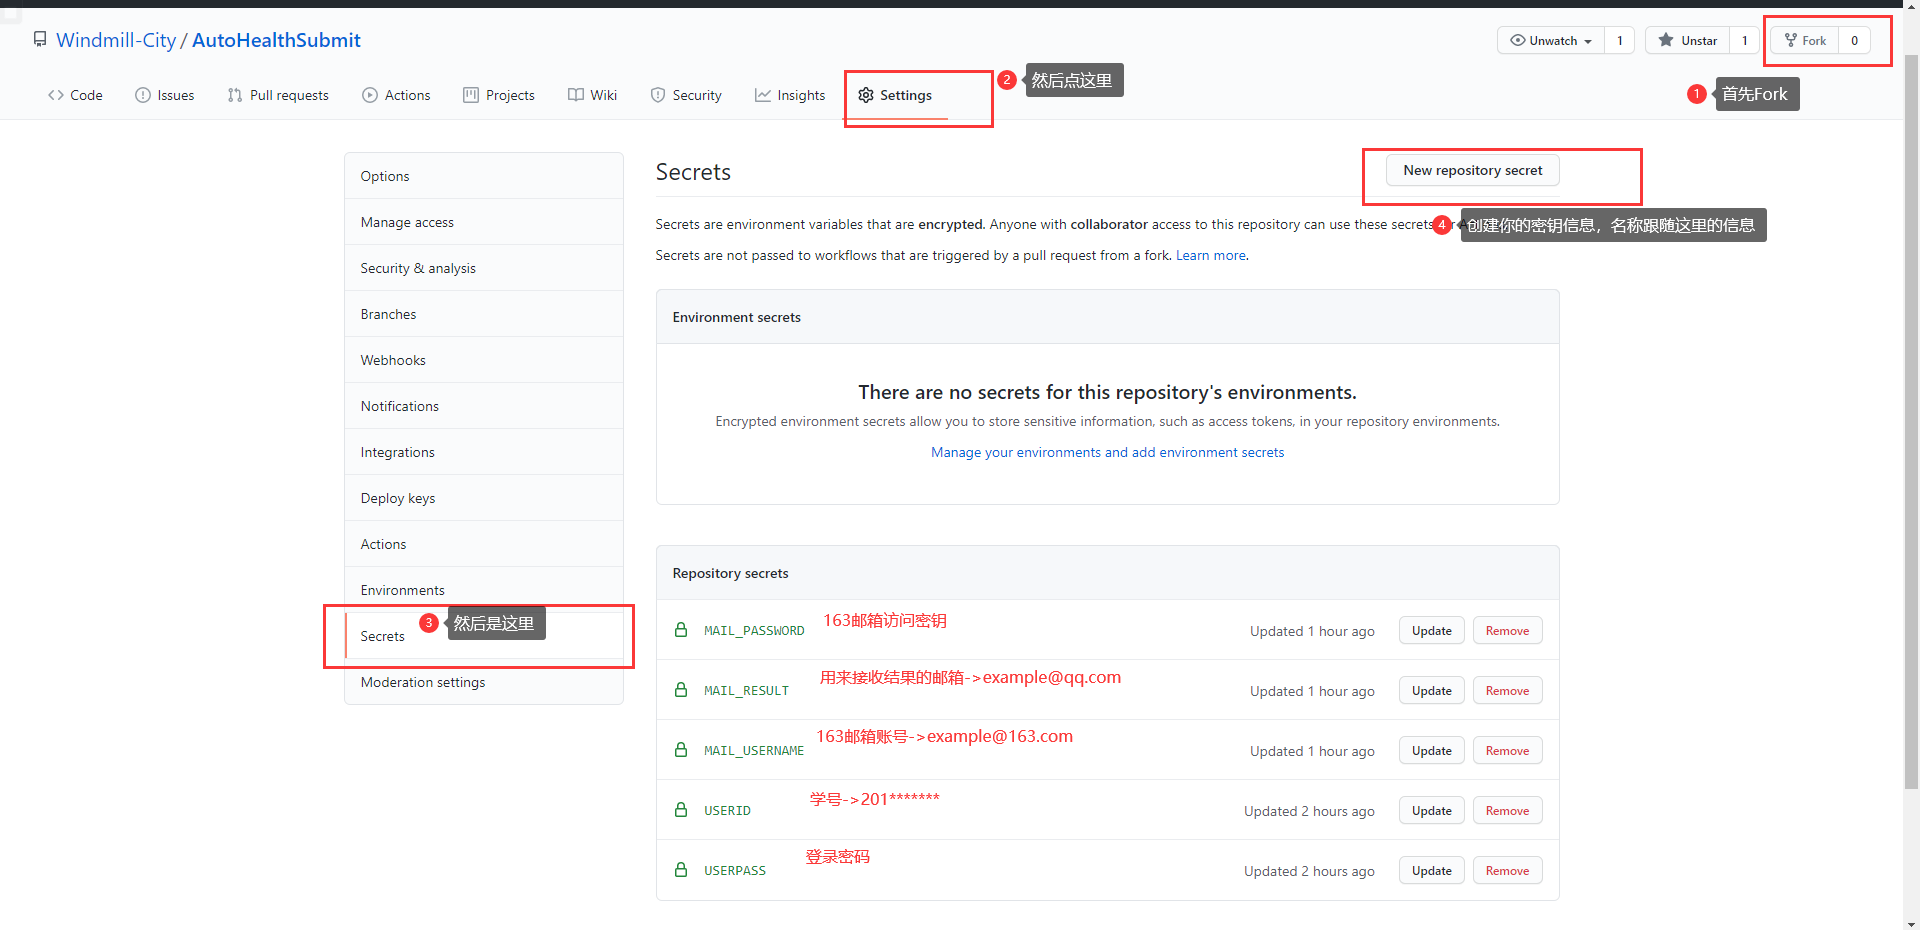 Windmill-City / AutoHealthSubmit
Unwatch 1 Unstar 1 Fork 0
Code Issues Pull requests Actions Projects Wiki Security Insights Settings
2 然后点这里
1 首先Fork
Options
Manage access
Security & analysis
Branches
Webhooks
Notifications
Integrations
Deploy keys
Actions
Environments
Secrets
3 然后是这里
Moderation settings
Secrets
New repository secret
Secrets are environment variables that are encrypted. Anyone with collaborator access to this repository can use these secrets
4 创建你的密钥信息，名称跟随这里的信息
Secrets are not passed to workflows that are triggered by a pull request from a fork. Learn more.
Environment secrets
There are no secrets for this repository's environments.
Encrypted environment secrets allow you to store sensitive information, such as access tokens, in your repository environments.
Manage your environments and add environment secrets
Repository secrets
MAIL_PASSWORD 163邮箱访问密钥 Updated 1 hour ago Update Remove
MAIL_RESULT 用来接收结果的邮箱->example@qq.com Updated 1 hour ago Update Remove
MAIL_USERNAME 163邮箱账号->example@163.com Updated 1 hour ago Update Remove
USERID 学号->201******* Updated 2 hours ago Update Remove
USERPASS 登录密码 Updated 2 hours ago Update Remove